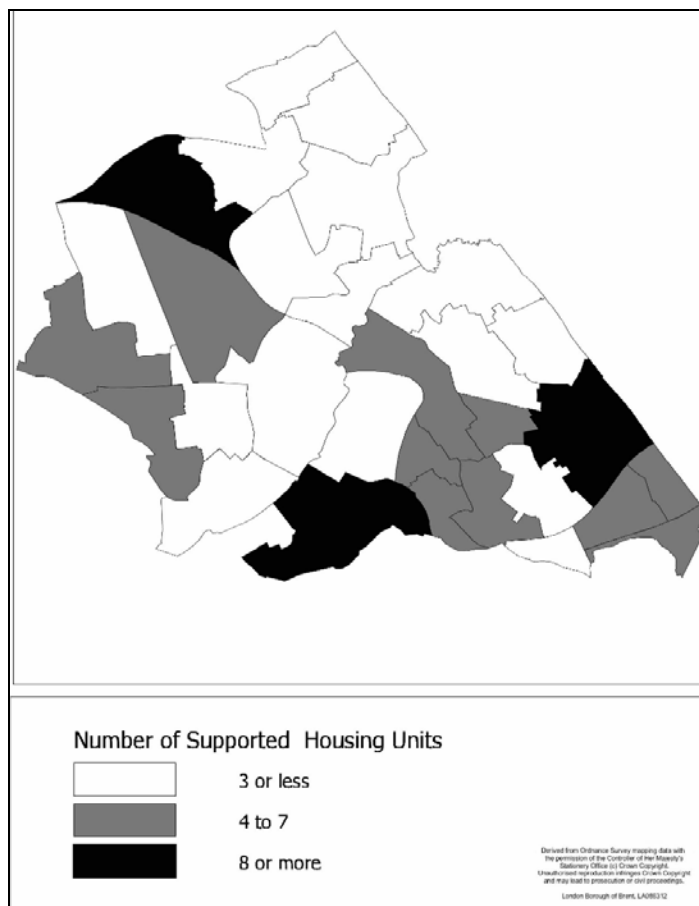 Number of Supported Housing Units
3 or less
4 to 7
8 or more
Derived from Ordnance Survey mapping data with
the permission of the Controller of Her Majesty's
Stationery Office (c) Crown Copyright.
Unauthorised reproduction infringes Crown Copyright
and may lead to prosecution or civil proceedings.
London Borough of Brent, LA086312